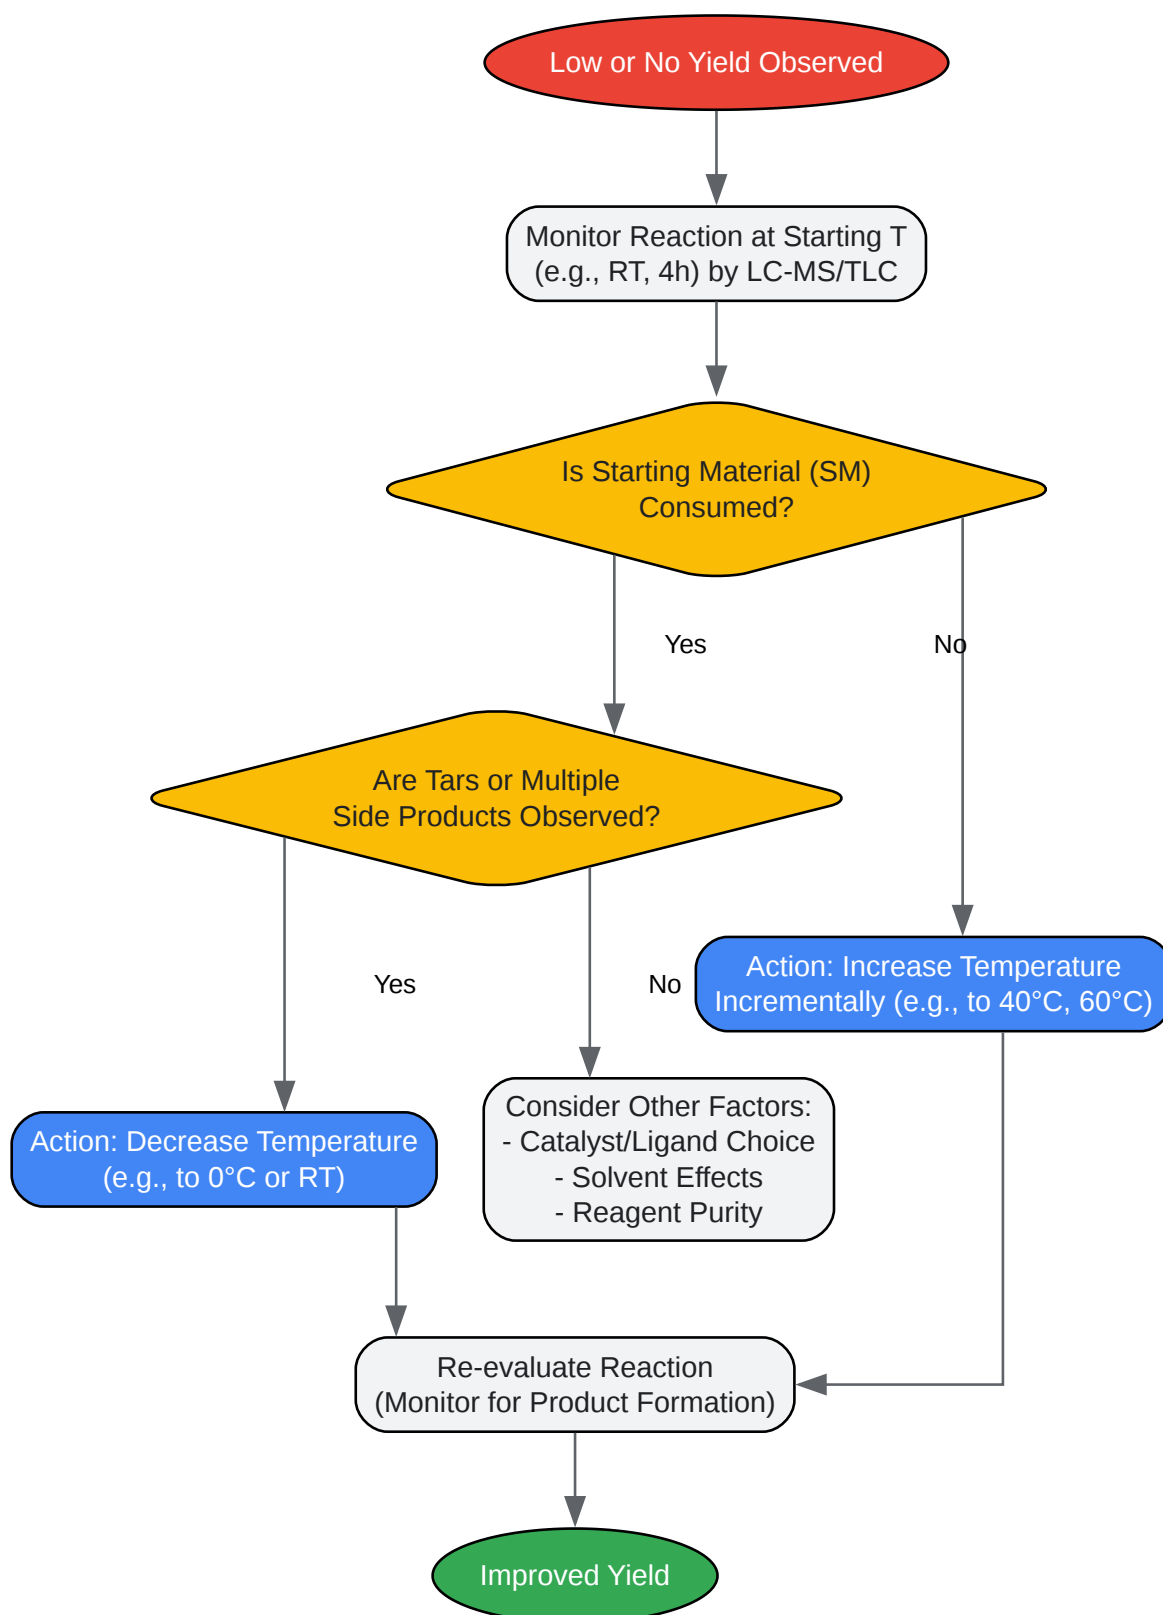 Low or No Yield Observed
Monitor Reaction at Starting T
(e.g., RT, 4h) by LC-MS/TLC
Is Starting Material (SM)
Consumed?
Yes
No
Are Tars or Multiple
Side Products Observed?
Yes
No
Action: Increase Temperature
Incrementally (e.g., to 40°C, 60°C)
Action: Decrease Temperature
(e.g., to 0°C or RT)
Consider Other Factors:
- Catalyst/Ligand Choice
- Solvent Effects
- Reagent Purity
Re-evaluate Reaction
(Monitor for Product Formation)
Improved Yield